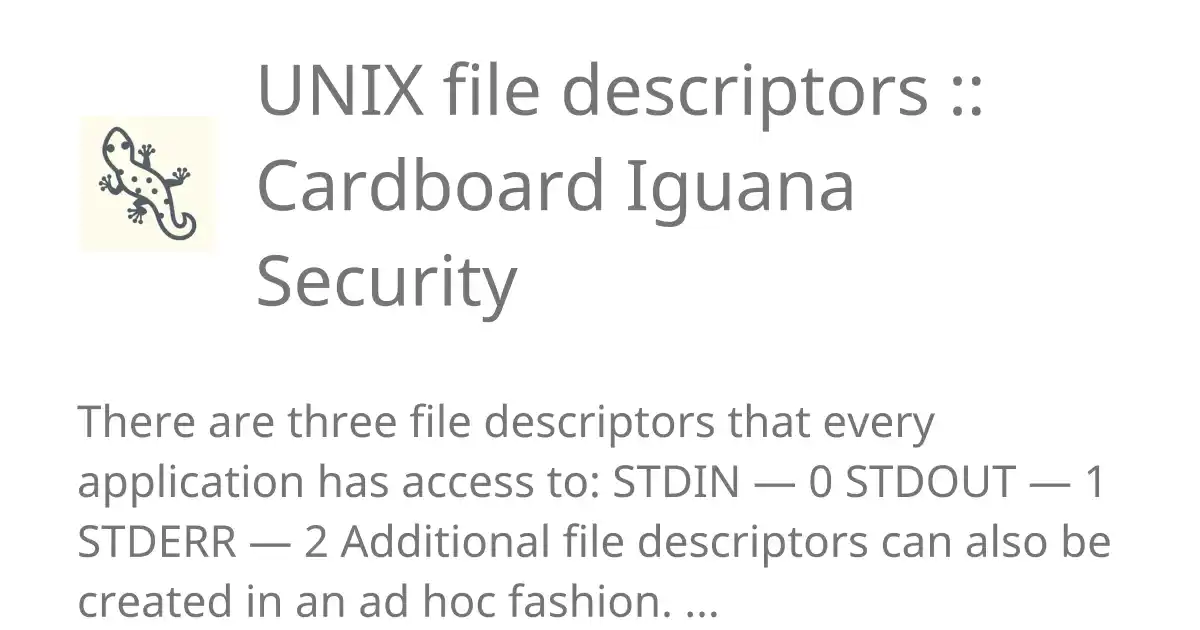 UNIX file descriptors ::
Cardboard Iguana
Security
There are three file descriptors that every
application has access to: STDIN — 0 STDOUT — 1
STDERR — 2 Additional file descriptors can also be
created in an ad hoc fashion. ...